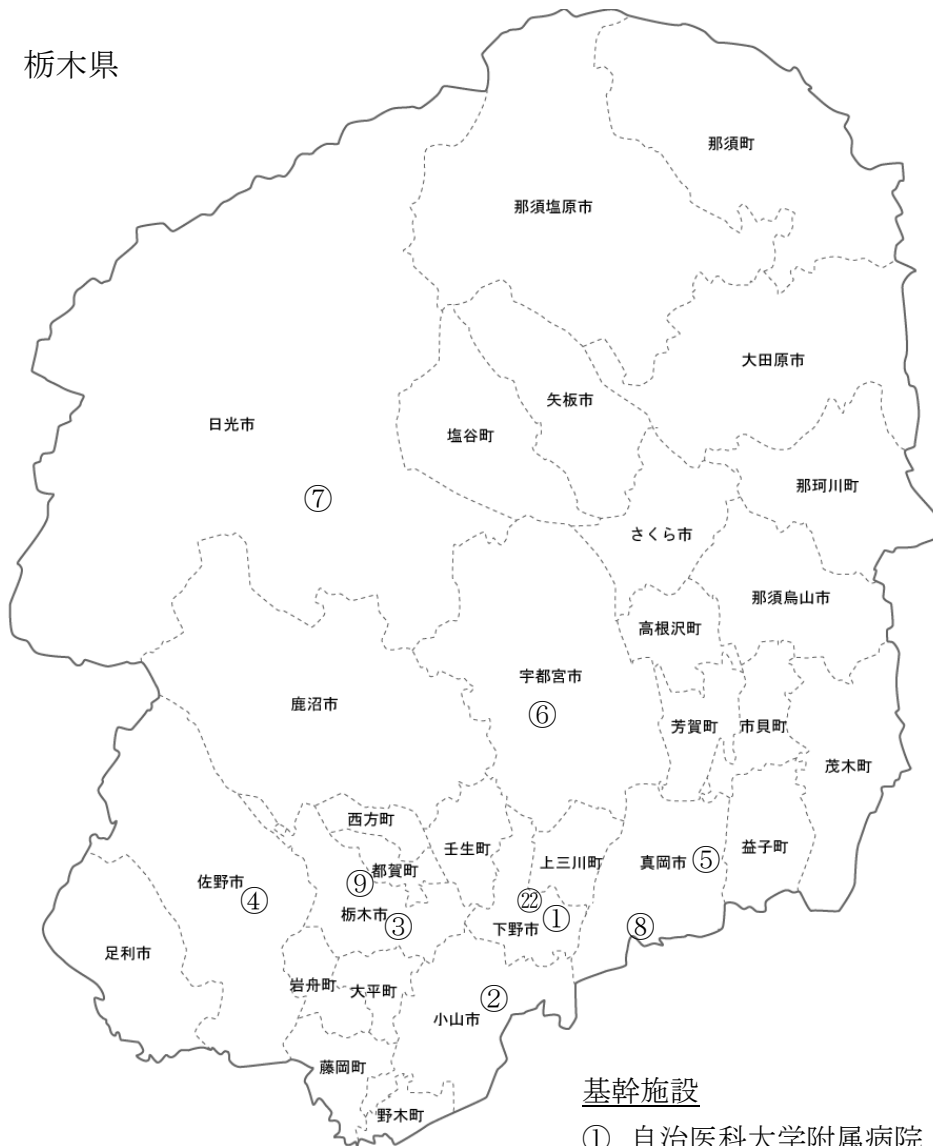 栃木県
那須町
那須塩原市
大田原市
矢板市
日光市
塩谷町
那珂川町
⑦
さくら市
那須烏山市
高根沢町
宇都宮市
鹿沼市
⑥
芳賀町
市貝町
茂木町
西方町
壬生町
益子町
都賀町
上三川町
真岡市
⑤
佐野市
④
⑨
栃木市
③
㉒
①
下野市
⑧
足利市
岩舟町
大平町
②
小山市
藤岡町
野木町
基幹施設
① 自治医科大学附属病院